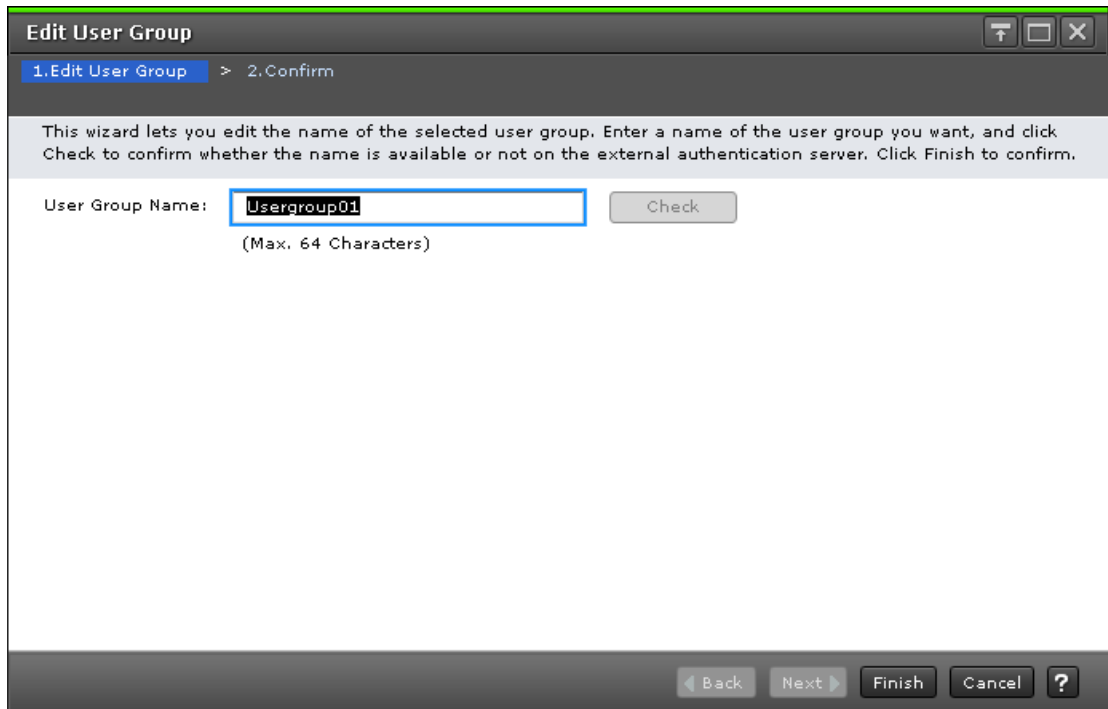 Edit User Group
1.Edit User Group > 2.Confirm
This wizard lets you edit the name of the selected user group. Enter a name of the user group you want, and click
Check to confirm whether the name is available or not on the external authentication server. Click Finish to confirm.
User Group Name: Usergroup01 Check
(Max. 64 Characters)
Back Next Finish Cancel ?